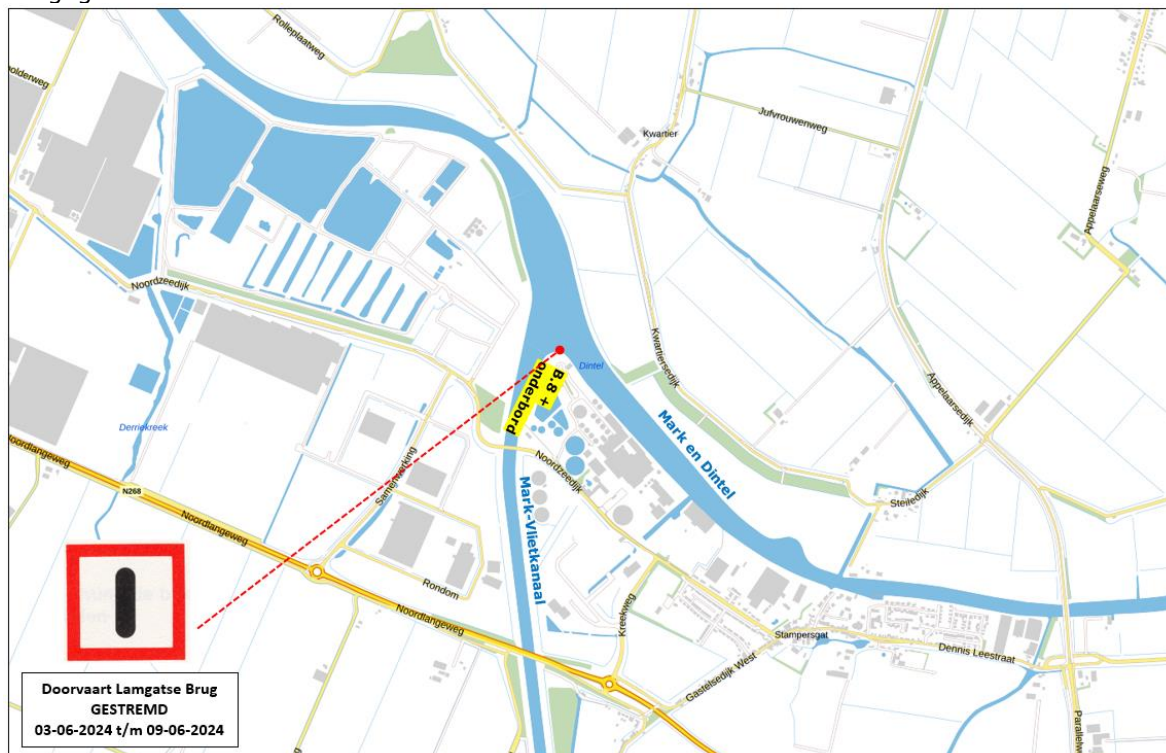 Rolleplaatweg
Kwartier
Jufvrouwenweg
Appelaarseweg
Noordzeedijk
Kwartiersedijk
Dintel
B.8 +
onderbord
Appelaarsedijk
Mark en Dintel
Derriekreek
Noordlangeweg
N268
Samenwerking
Noordzeedijk
Mark-Vlietkanaal
Steiledijk
Noordlangeweg
Rondom
Noordlangeweg
Kreekweg
Stampersgat
Dennis Leestraat
Gastelsedijk West
Doorvaart Lamgatse Brug
GESTREMD
03-06-2024 t/m 09-06-2024